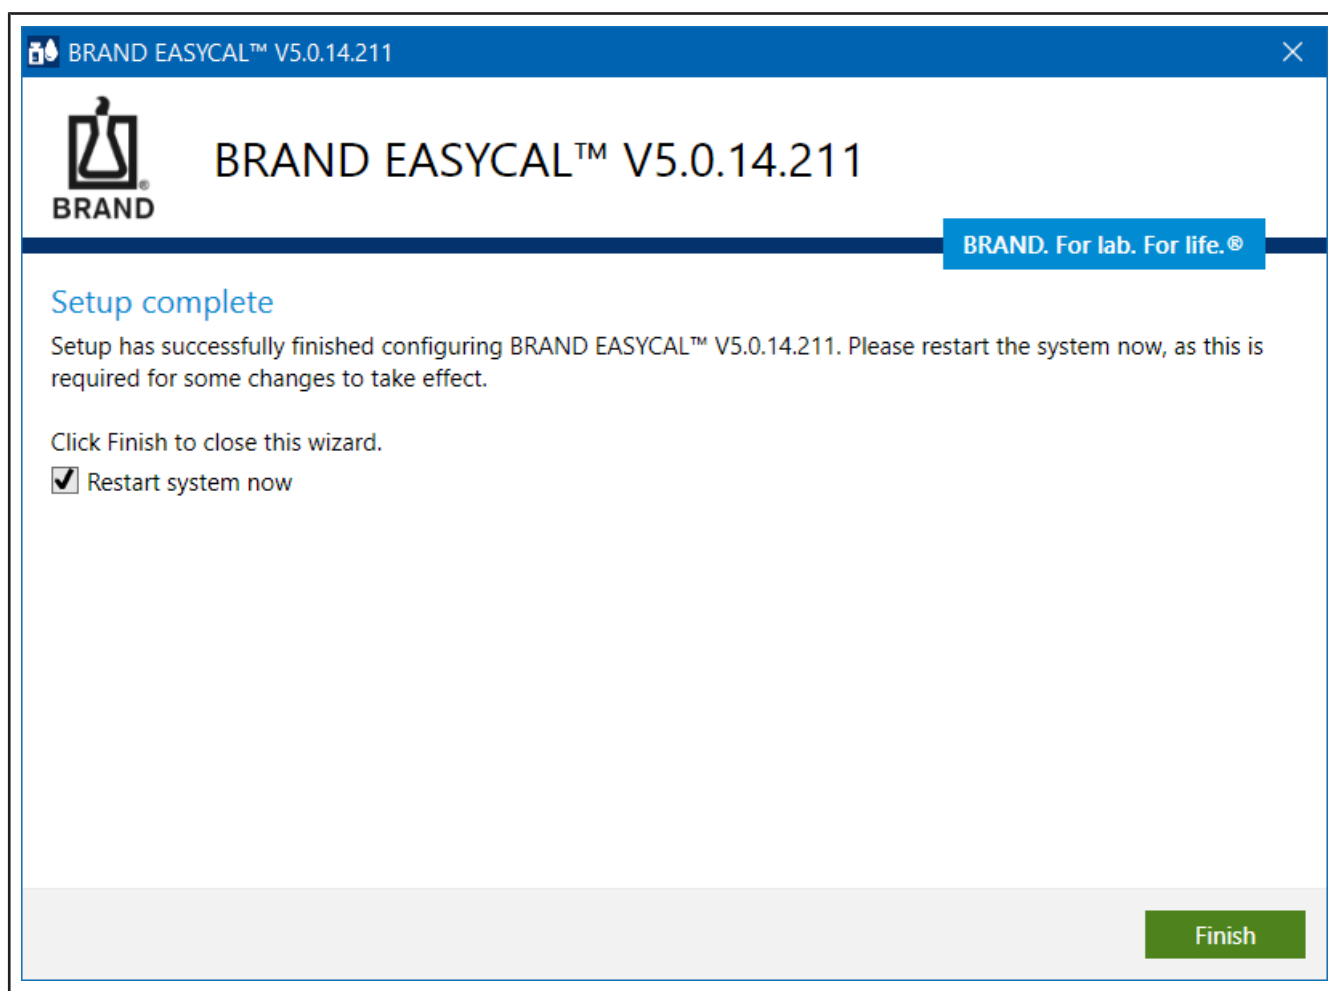 BRAND EASYCAL™ V5.0.14.211
BRAND®
BRAND EASYCAL™ V5.0.14.211
BRAND. For lab. For life.®
Setup complete
Setup has successfully finished configuring BRAND EASYCAL™ V5.0.14.211. Please restart the system now, as this is
required for some changes to take effect.
Click Finish to close this wizard.
Restart system now
Finish